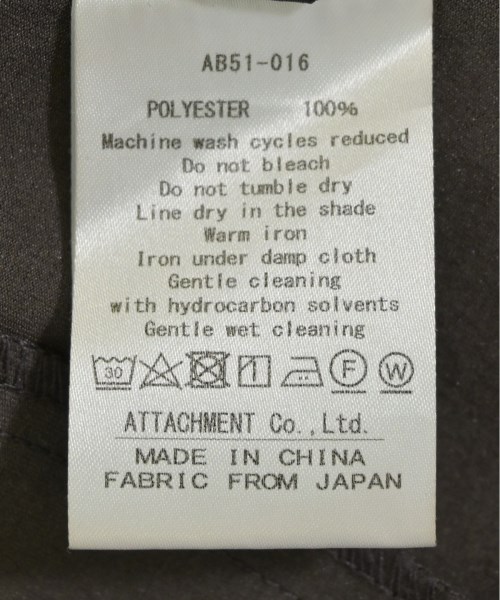 AB51-016
POLYESTER 100%
Machine wash cycles reduced
Do not bleach
Do not tumble dry
Line dry in the shade
Warm iron
Iron under damp cloth
Gentle cleaning
with hydrocarbon solvents
Gentle wet cleaning
30 F W
ATTACHMENT Co.,Ltd.
MADE IN CHINA
FABRIC FROM JAPAN